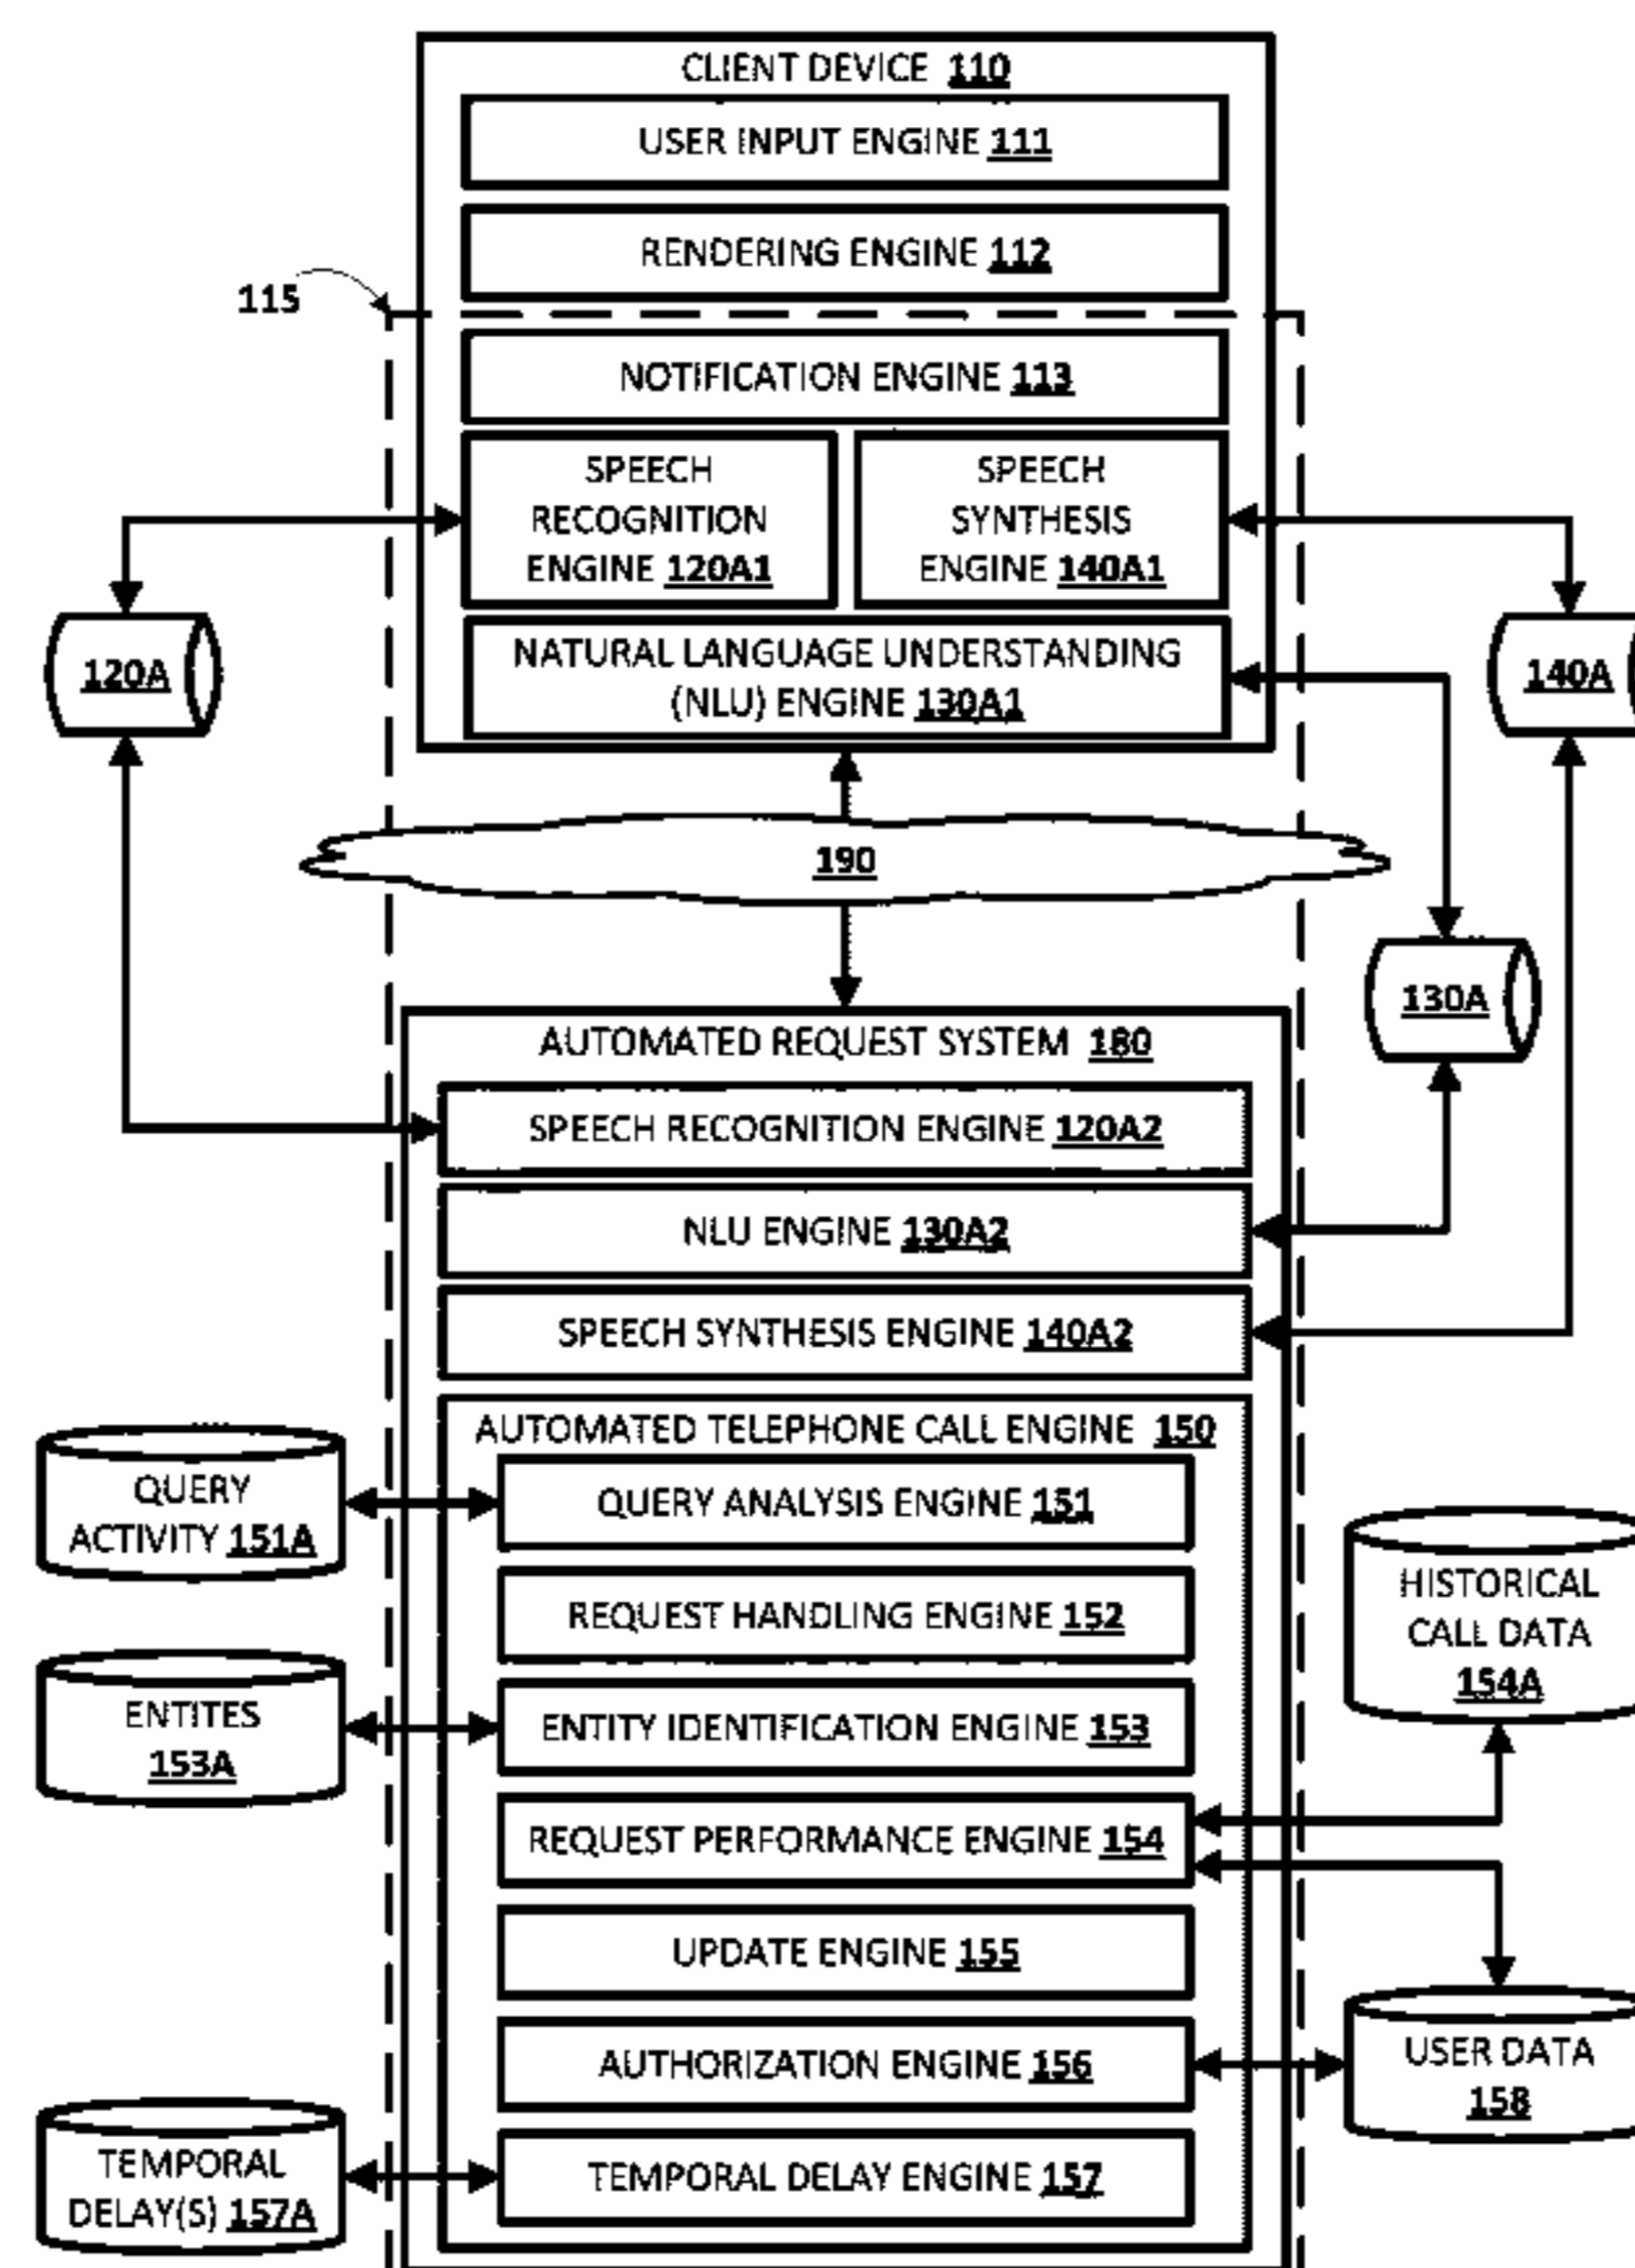 CLIENT DEVICE 110
USER INPUT ENGINE 111
RENDERING ENGINE 112
115
NOTIFICATION ENGINE 113
SPEECH
RECOGNITION
ENGINE 120A1
SPEECH
SYNTHESIS
ENGINE 140A1
NATURAL LANGUAGE UNDERSTANDING
(NLU) ENGINE 130A1
120A
140A
190
130A
AUTOMATED REQUEST SYSTEM 180
SPEECH RECOGNITION ENGINE 120A2
NLU ENGINE 130A2
SPEECH SYNTHESIS ENGINE 140A2
AUTOMATED TELEPHONE CALL ENGINE 150
QUERY
ACTIVITY 151A
QUERY ANALYSIS ENGINE 151
REQUEST HANDLING ENGINE 152
HISTORICAL
CALL DATA
154A
ENTITES
153A
ENTITY IDENTIFICATION ENGINE 153
REQUEST PERFORMANCE ENGINE 154
UPDATE ENGINE 155
AUTHORIZATION ENGINE 156
USER DATA
158
TEMPORAL
DELAY(S) 157A
TEMPORAL DELAY ENGINE 157